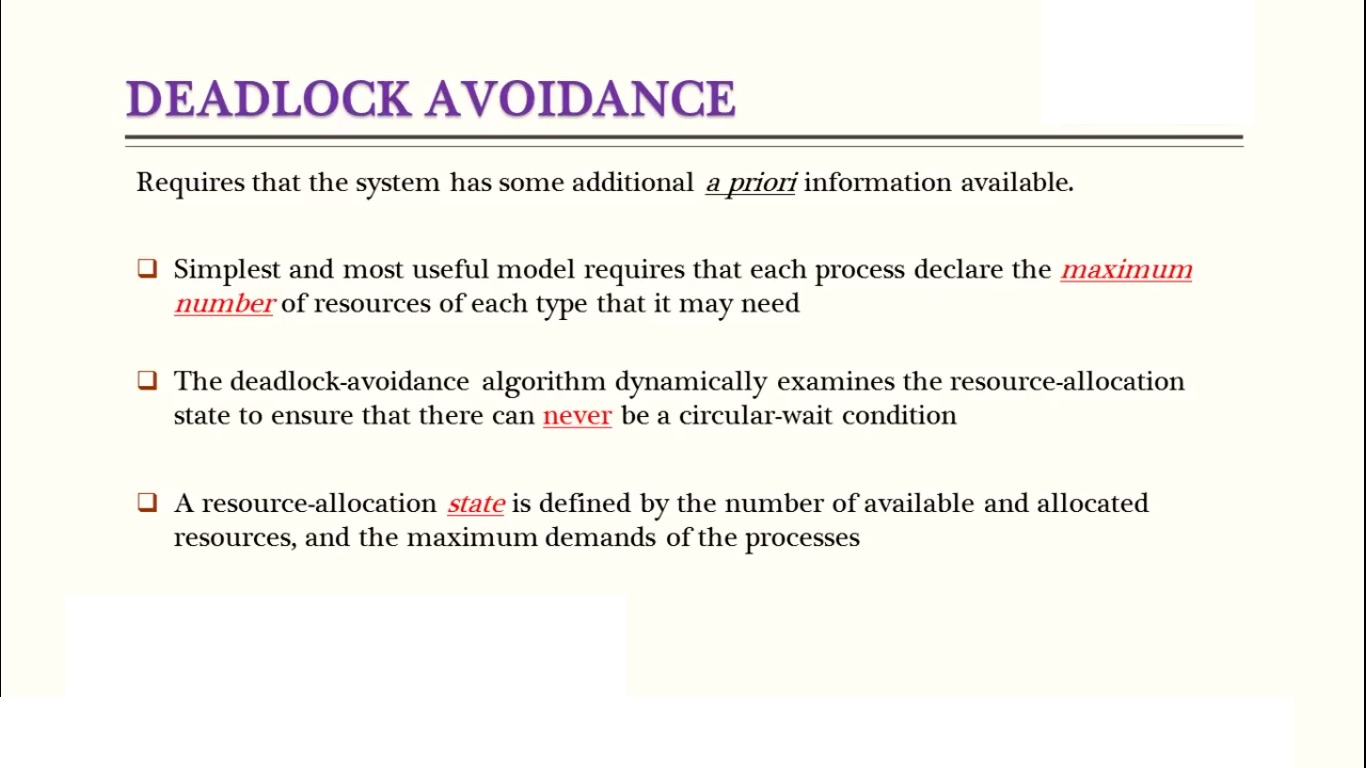 DEADLOCK AVOIDANCE
Requires that the system has some additional a priori information available.
❑ Simplest and most useful model requires that each process declare the maximum
number of resources of each type that it may need
❑ The deadlock-avoidance algorithm dynamically examines the resource-allocation
state to ensure that there can never be a circular-wait condition
❑ A resource-allocation state is defined by the number of available and allocated
resources, and the maximum demands of the processes